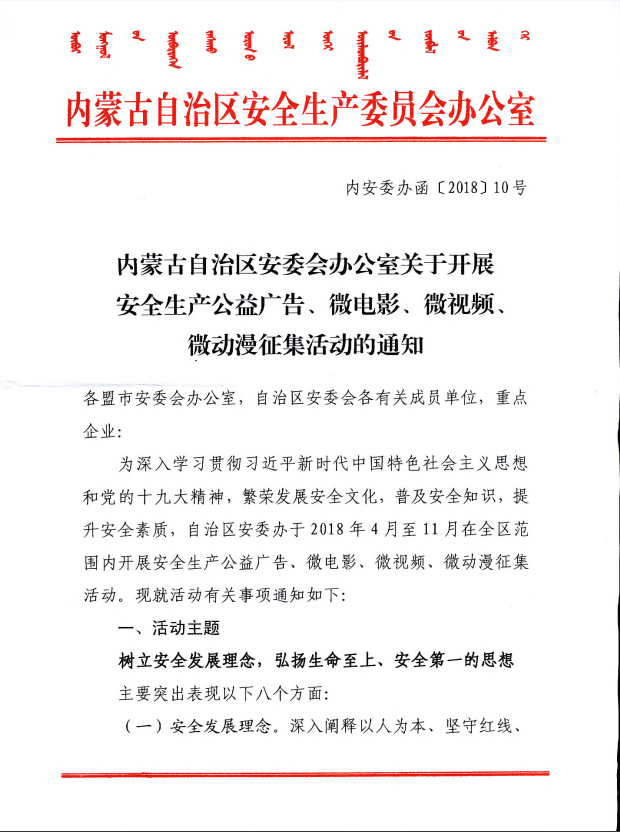 内蒙古自治区安全生产委员会办公室
内安委办函〔2018〕10号
内蒙古自治区安委会办公室关于开展
安全生产公益广告、微电影、微视频、
微动漫征集活动的通知
各盟市安委会办公室，自治区安委会各有关成员单位，重点
企业：
为深入学习贯彻习近平新时代中国特色社会主义思想
和党的十九大精神，繁荣发展安全文化，普及安全知识，提
升安全素质，自治区安委办于2018年4月至11月在全区范
围内开展安全生产公益广告、微电影、微视频、微动漫征集
活动。现就活动有关事项通知如下：
一、活动主题
树立安全发展理念，弘扬生命至上、安全第一的思想
主要突出表现以下八个方面：
（一）安全发展理念。深入阐释以人为本、坚守红线、